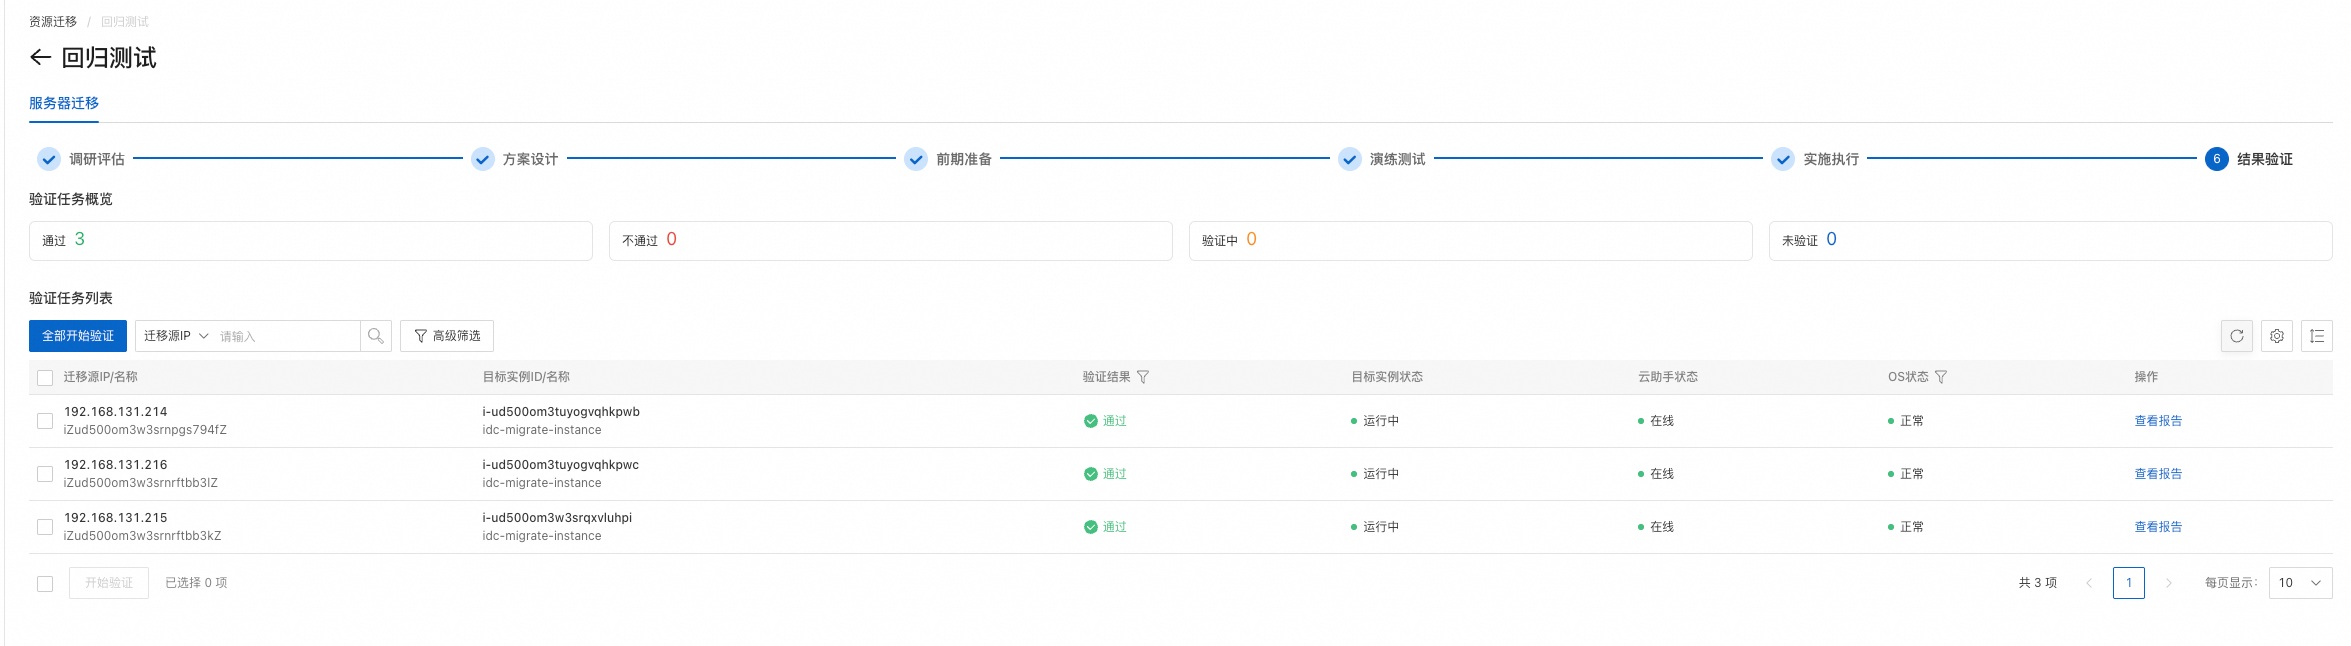 资源迁移 / 回归测试
回归测试
服务器迁移
调研评估 方案设计 前期准备 演练测试 实施执行 6 结果验证
验证任务概览
通过 3 不通过 0 验证中 0 未验证 0
验证任务列表
全部开始验证 迁移源IP 请输入 高级筛选
迁移源IP/名称 目标实例ID/名称 验证结果 目标实例状态 云助手状态 OS状态 操作
192.168.131.214 i-ud500om3tuyogvqhkpwb 通过 运行中 在线 正常 查看报告
iZud500om3w3srnpgs794fZ idc-migrate-instance
192.168.131.216 i-ud500om3tuyogvqhkpwc 通过 运行中 在线 正常 查看报告
iZud500om3w3srnrftbb3lZ idc-migrate-instance
192.168.131.215 i-ud500om3w3srqxvluhpi 通过 运行中 在线 正常 查看报告
iZud500om3w3srnrftbb3kZ idc-migrate-instance
开始验证 已选择 0 项 共 3 项 1 每页显示: 10